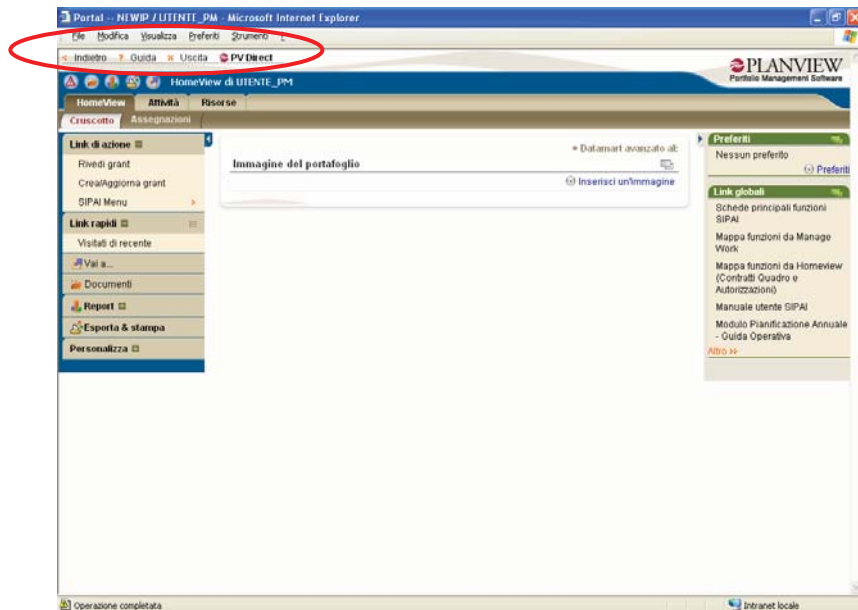 Portal -- NEWIP / UTENTE_PM - Microsoft Internet Explorer
File Modifica Visualizza Preferiti Strumenti ?
Indietro ? Guida Uscita PV Direct
PLANVIEW
Portfolio Management Software
HomeView di UTENTE_PM
HomeView Attività Risorse
Cruscotto Assegnazioni
Link di azione
Rivedi grant
Crea/Aggiorna grant
SIPAI Menu
Link rapidi
Visitati di recente
Vai a...
Documenti
Report
Esporta & stampa
Personalizza
Datamart avanzato al:
Immagine del portafoglio
Inserisci un'immagine
Preferiti
Nessun preferito
Preferiti
Link globali
Schede principali funzioni
SIPAI
Mappa funzioni da Manage
Work
Mappa funzioni da Homeview
(Contratti Quadro e
Autorizzazioni)
Manuale utente SIPAI
Modulo Pianificazione Annuale
- Guida Operativa
Altro
Operazione completata
Intranet locale